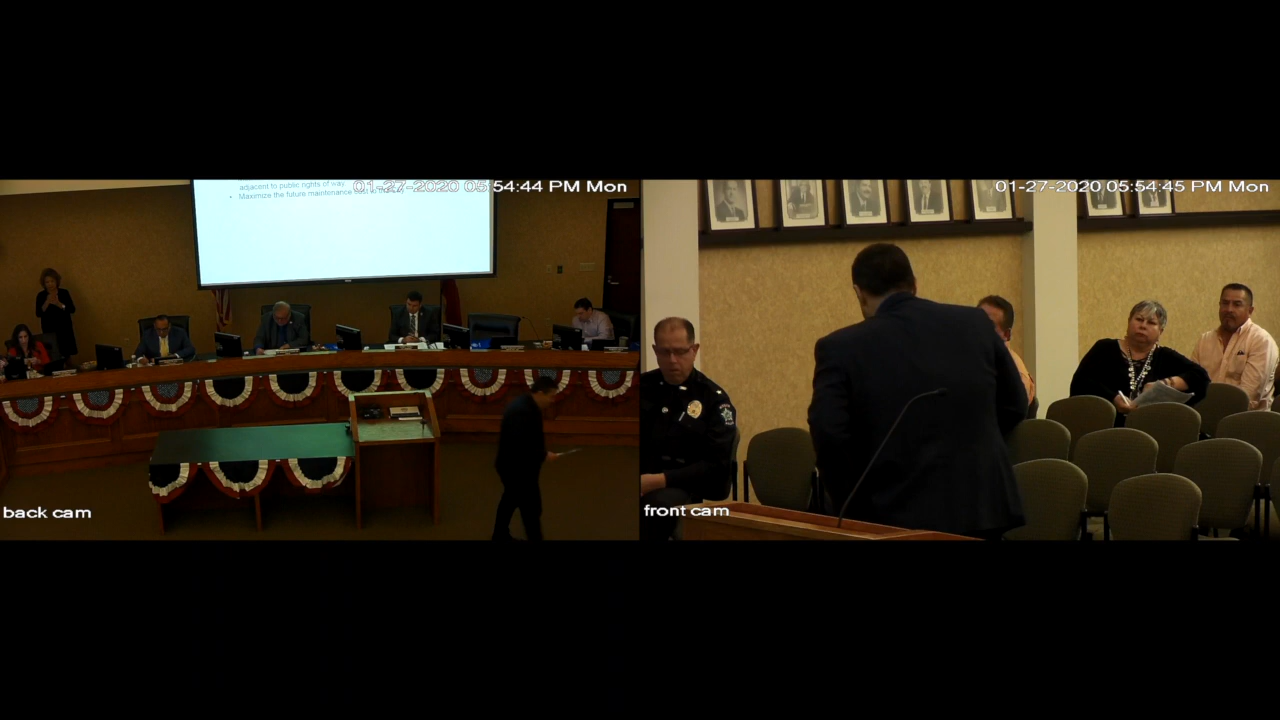 adjacent to public rights of way.
Maximize the future maintenance
01-27-2020 05:54:44 PM Mon
01-27-2020 05:54:45 PM Mon
back cam
front cam